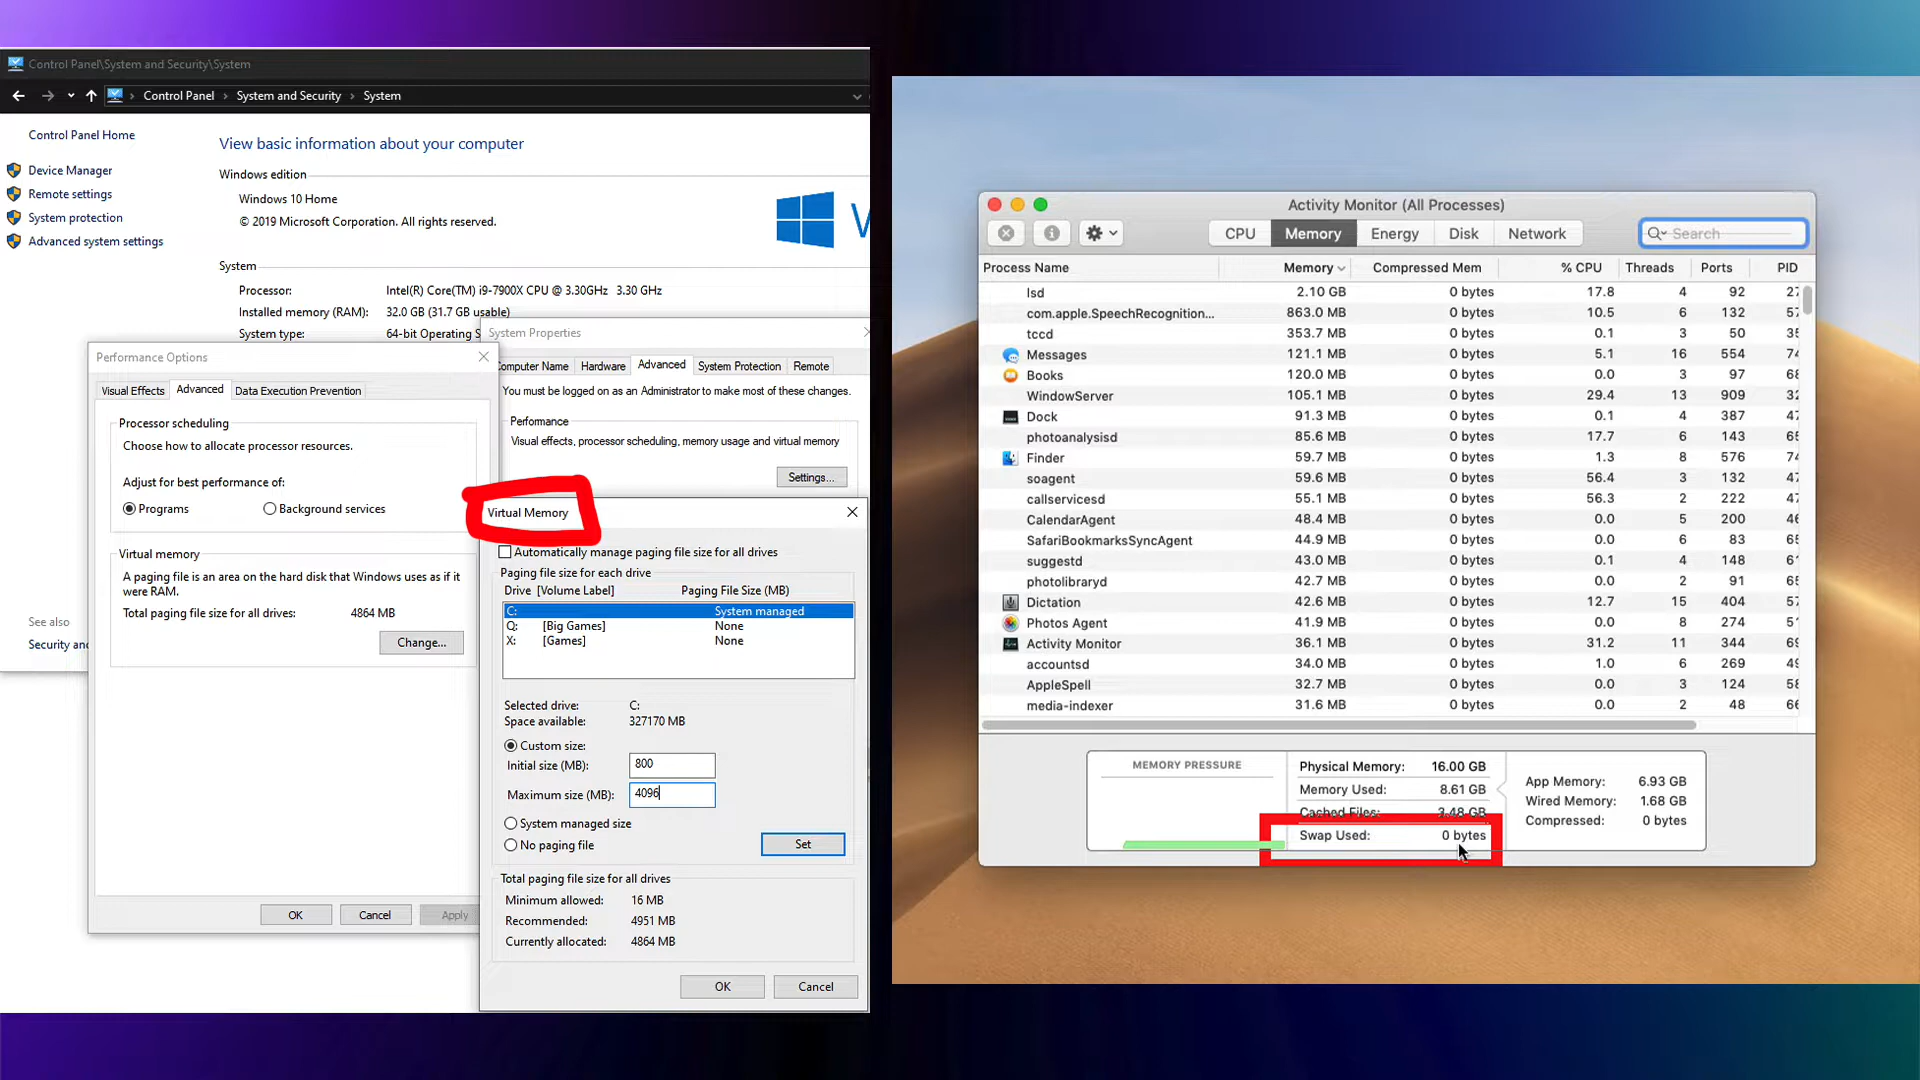 Control Panel\System and Security\System
Control Panel › System and Security › System
Control Panel Home
Device Manager
Remote settings
System protection
Advanced system settings
See also
View basic information about your computer
Windows edition
Windows 10 Home
© 2019 Microsoft Corporation. All rights reserved.
System
Processor: Intel(R) Core(TM) i9-7900X CPU @ 3.30GHz 3.30 GHz
Installed memory (RAM): 32.0 GB (31.7 GB usable)
System type: 64-bit Operating S
Security an
Performance Options
Visual Effects Advanced Data Execution Prevention
Processor scheduling
Choose how to allocate processor resources.
Adjust for best performance of:
Programs Background services
Virtual memory
A paging file is an area on the hard disk that Windows uses as if it
were RAM.
Total paging file size for all drives: 4864 MB
Change...
OK Cancel Apply
System Properties
omputer Name Hardware Advanced System Protection Remote
You must be logged on as an Administrator to make most of these changes.
Performance
Visual effects, processor scheduling, memory usage and virtual memory
Settings...
Virtual Memory
Automatically manage paging file size for all drives
Paging file size for each drive
Drive [Volume Label] Paging File Size (MB)
C: System managed
Q: [Big Games] None
X: [Games] None
Selected drive: C:
Space available: 327170 MB
Custom size:
Initial size (MB): 800
Maximum size (MB): 4096
System managed size
No paging file
Set
Total paging file size for all drives
Minimum allowed: 16 MB
Recommended: 4951 MB
Currently allocated: 4864 MB
OK Cancel
Activity Monitor (All Processes)
CPU Memory Energy Disk Network
Search
Process Name Memory Compressed Mem % CPU Threads Ports PID
lsd 2.10 GB 0 bytes 17.8 4 92 27
com.apple.SpeechRecognition... 863.0 MB 0 bytes 10.5 6 132 57
tccd 353.7 MB 0 bytes 0.1 3 50 35
Messages 121.1 MB 0 bytes 5.1 16 554 74
Books 120.0 MB 0 bytes 0.0 3 97 68
WindowServer 105.1 MB 0 bytes 29.4 13 909 32
Dock 91.3 MB 0 bytes 0.1 4 387 47
photoanalysisd 85.6 MB 0 bytes 17.7 6 143 65
Finder 59.7 MB 0 bytes 1.3 8 576 74
soagent 59.6 MB 0 bytes 56.4 3 132 47
callservicesd 55.1 MB 0 bytes 56.3 2 222 47
CalendarAgent 48.4 MB 0 bytes 0.0 5 200 46
SafariBookmarksSyncAgent 44.9 MB 0 bytes 0.0 6 83 65
suggestd 43.0 MB 0 bytes 0.1 4 148 61
photolibraryd 42.7 MB 0 bytes 0.0 2 91 65
Dictation 42.6 MB 0 bytes 12.7 15 404 57
Photos Agent 41.9 MB 0 bytes 0.0 8 274 51
Activity Monitor 36.1 MB 0 bytes 31.2 11 344 69
accountsd 34.0 MB 0 bytes 1.0 6 269 49
AppleSpell 32.7 MB 0 bytes 0.0 3 124 58
media-indexer 31.6 MB 0 bytes 0.0 2 48 66
MEMORY PRESSURE
Physical Memory: 16.00 GB
Memory Used: 8.61 GB
Cached Files: 3.48 GB
Swap Used: 0 bytes
App Memory: 6.93 GB
Wired Memory: 1.68 GB
Compressed: 0 bytes